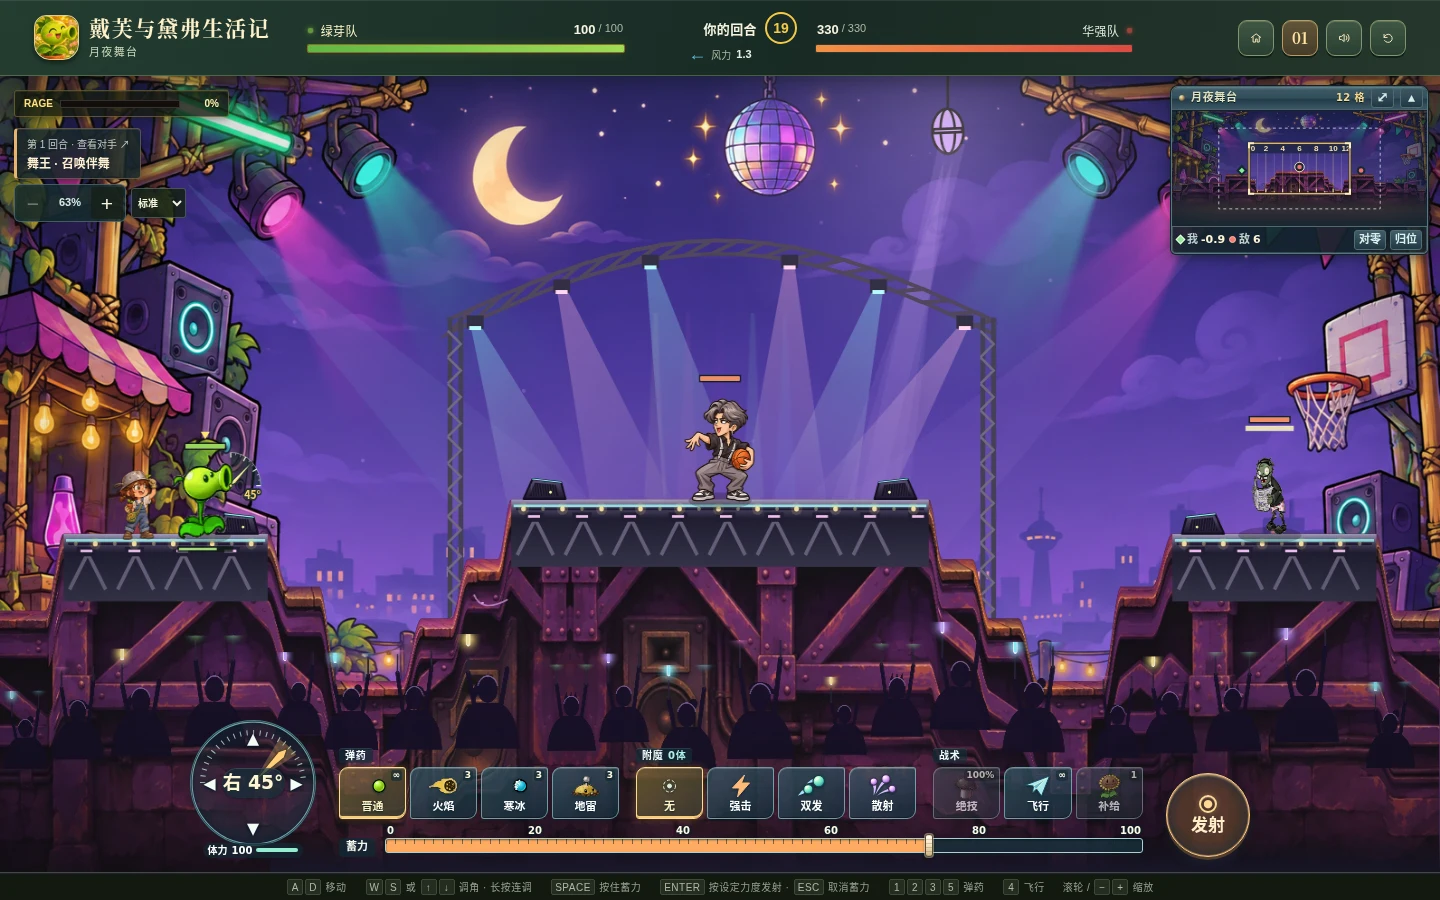 戴芙与黛弗生活记
月夜舞台
绿芽队
100 / 100
你的回合 19
← 风力 1.3
330 / 330
华强队
01
RAGE 0%
第 1 回合 · 查看对手 ↗
舞王 · 召唤伴舞
− 63% +
标准
月夜舞台 12 格
0 2 4 6 8 10 12
我 -0.9 敌 6
对零 归位
45°
右 45°
体力 100
弹药
∞ 普通
3 火焰
3 寒冰
3 地雷
附魔 0体
无
强击
双发
散射
战术
100% 绝技
∞ 飞行
1 补给
0 20 40 60 80 100
蓄力
发射
A D 移动 W S 或 ↑ ↓ 调角 · 长按连调 SPACE 按住蓄力 ENTER 按设定力度发射 · ESC 取消蓄力 1 2 3 5 弹药 4 飞行 滚轮 / − + 缩放